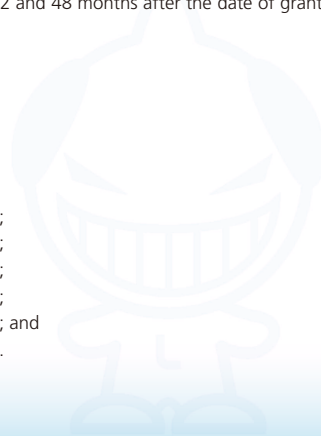 2 and 48 months after the date of grant
;
;
;
;
; and
.